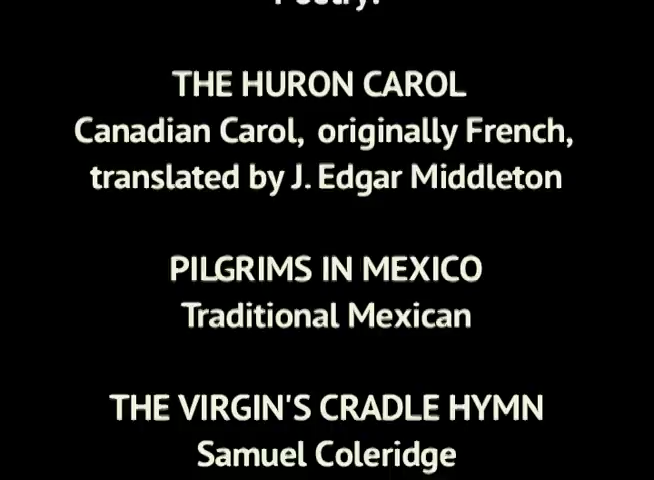 Poetry:
THE HURON CAROL
Canadian Carol, originally French,
translated by J. Edgar Middleton
PILGRIMS IN MEXICO
Traditional Mexican
THE VIRGIN'S CRADLE HYMN
Samuel Coleridge